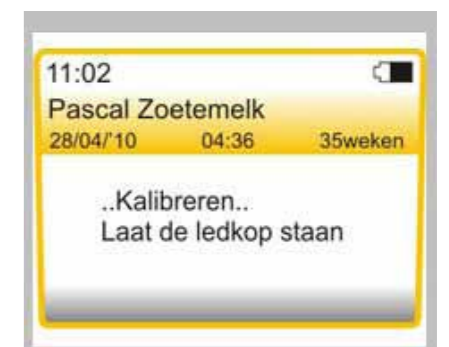 11:02
Pascal Zoetemelk
28/04/'10 04:36 35weken
..Kalibreren..
Laat de ledkop staan